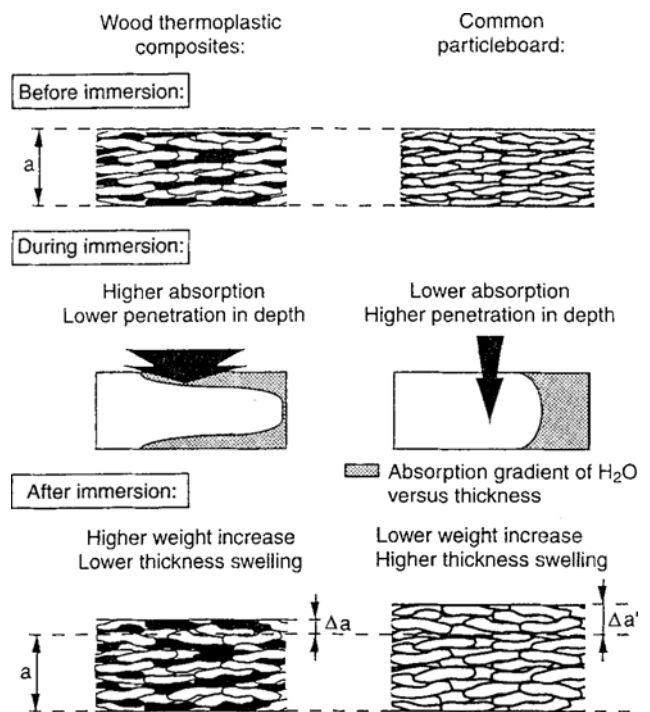 Wood thermoplastic
composites:
Common
particleboard:
Before immersion:
a
During immersion:
Higher absorption
Lower penetration in depth
Lower absorption
Higher penetration in depth
Absorption gradient of H₂O
versus thickness
After immersion:
Higher weight increase
Lower thickness swelling
Lower weight increase
Higher thickness swelling
Δa
Δa'
a